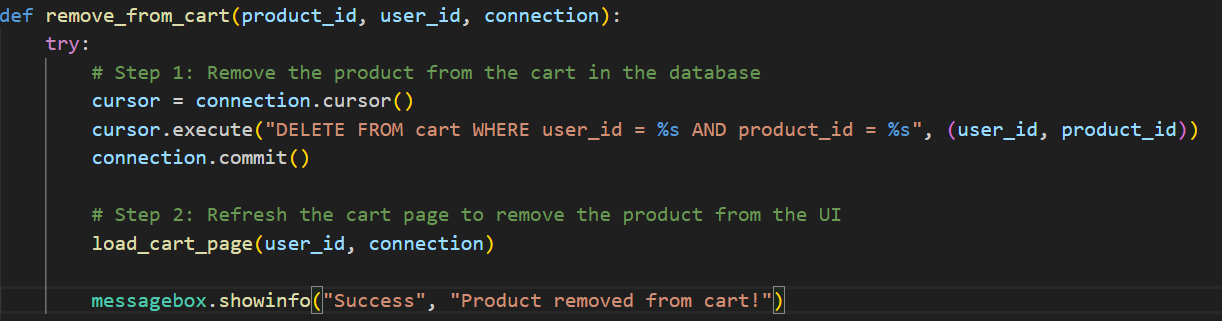 def remove_from_cart(product_id, user_id, connection):
    try:
        # Step 1: Remove the product from the cart in the database
        cursor = connection.cursor()
        cursor.execute("DELETE FROM cart WHERE user_id = %s AND product_id = %s", (user_id, product_id))
        connection.commit()

        # Step 2: Refresh the cart page to remove the product from the UI
        load_cart_page(user_id, connection)

        messagebox.showinfo("Success", "Product removed from cart!")